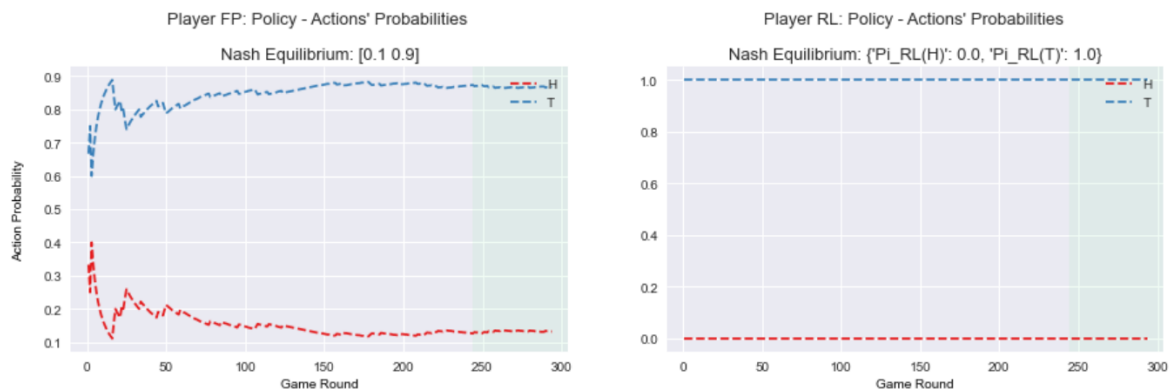 Player FP: Policy - Actions' Probabilities
Nash Equilibrium: [0.1 0.9]
Action Probability
0.9
0.8
0.7
0.6
0.5
0.4
0.3
0.2
0.1
H
T
0 50 100 150 200 250 300
Game Round
Player RL: Policy - Actions' Probabilities
Nash Equilibrium: {'Pi_RL(H)': 0.0, 'Pi_RL(T)': 1.0}
1.0
0.8
0.6
0.4
0.2
0.0
H
T
0 50 100 150 200 250 300
Game Round